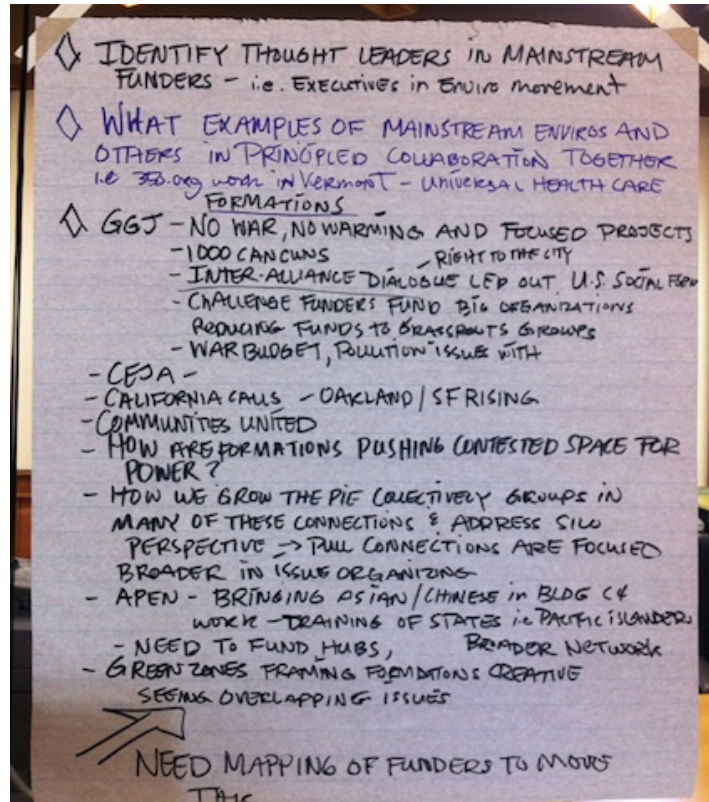 ◇ IDENTIFY THOUGHT LEADERS IN MAINSTREAM
FUNDERS - i.e. EXECUTIVES in ENVIRO movement
◇ WHAT EXAMPLES OF MAINSTREAM ENVIROS AND
OTHERS IN PRINCIPLED COLLABORATION TOGETHER
i.e 350.org work in VERMONT - UNIVERSAL HEALTH CARE
FORMATIONS
◇ GGJ - NO WAR, NO WARMING AND FOCUSED PROJECTS
- 1000 CANCUNS
- RIGHT TO THE CITY
- INTER-ALLIANCE DIALOGUE LED OUT U.S. SOCIAL FORUM
- CHALLENGE FUNDERS FUND BIG ORGANIZATIONS
REDUCING FUNDS TO GRASSROOTS GROUPS
- WAR BUDGET, POLLUTION ISSUE WITH
- CEJA -
- CALIFORNIA CALLS - OAKLAND / SF RISING
- COMMUNITIES UNITED
- HOW ARE FORMATIONS PUSHING CONTESTED SPACE FOR
POWER?
- HOW WE GROW THE PIE COLLECTIVELY GROUPS IN
MANY OF THESE CONNECTIONS & ADDRESS SILO
PERSPECTIVE → PULL CONNECTIONS ARE FOCUSED
BROADER IN ISSUE ORGANIZING
- APEN - BRINGING ASIAN/CHINESE in BLDG C4
WORK - TRAINING OF STATES i.e PACIFIC ISLANDERS
- NEED TO FUND HUBS, BROADER NETWORK
- GREEN ZONES FRAMING FORMATIONS CREATIVE
SEEING OVERLAPPING ISSUES
NEED MAPPING OF FUNDERS TO MOVE